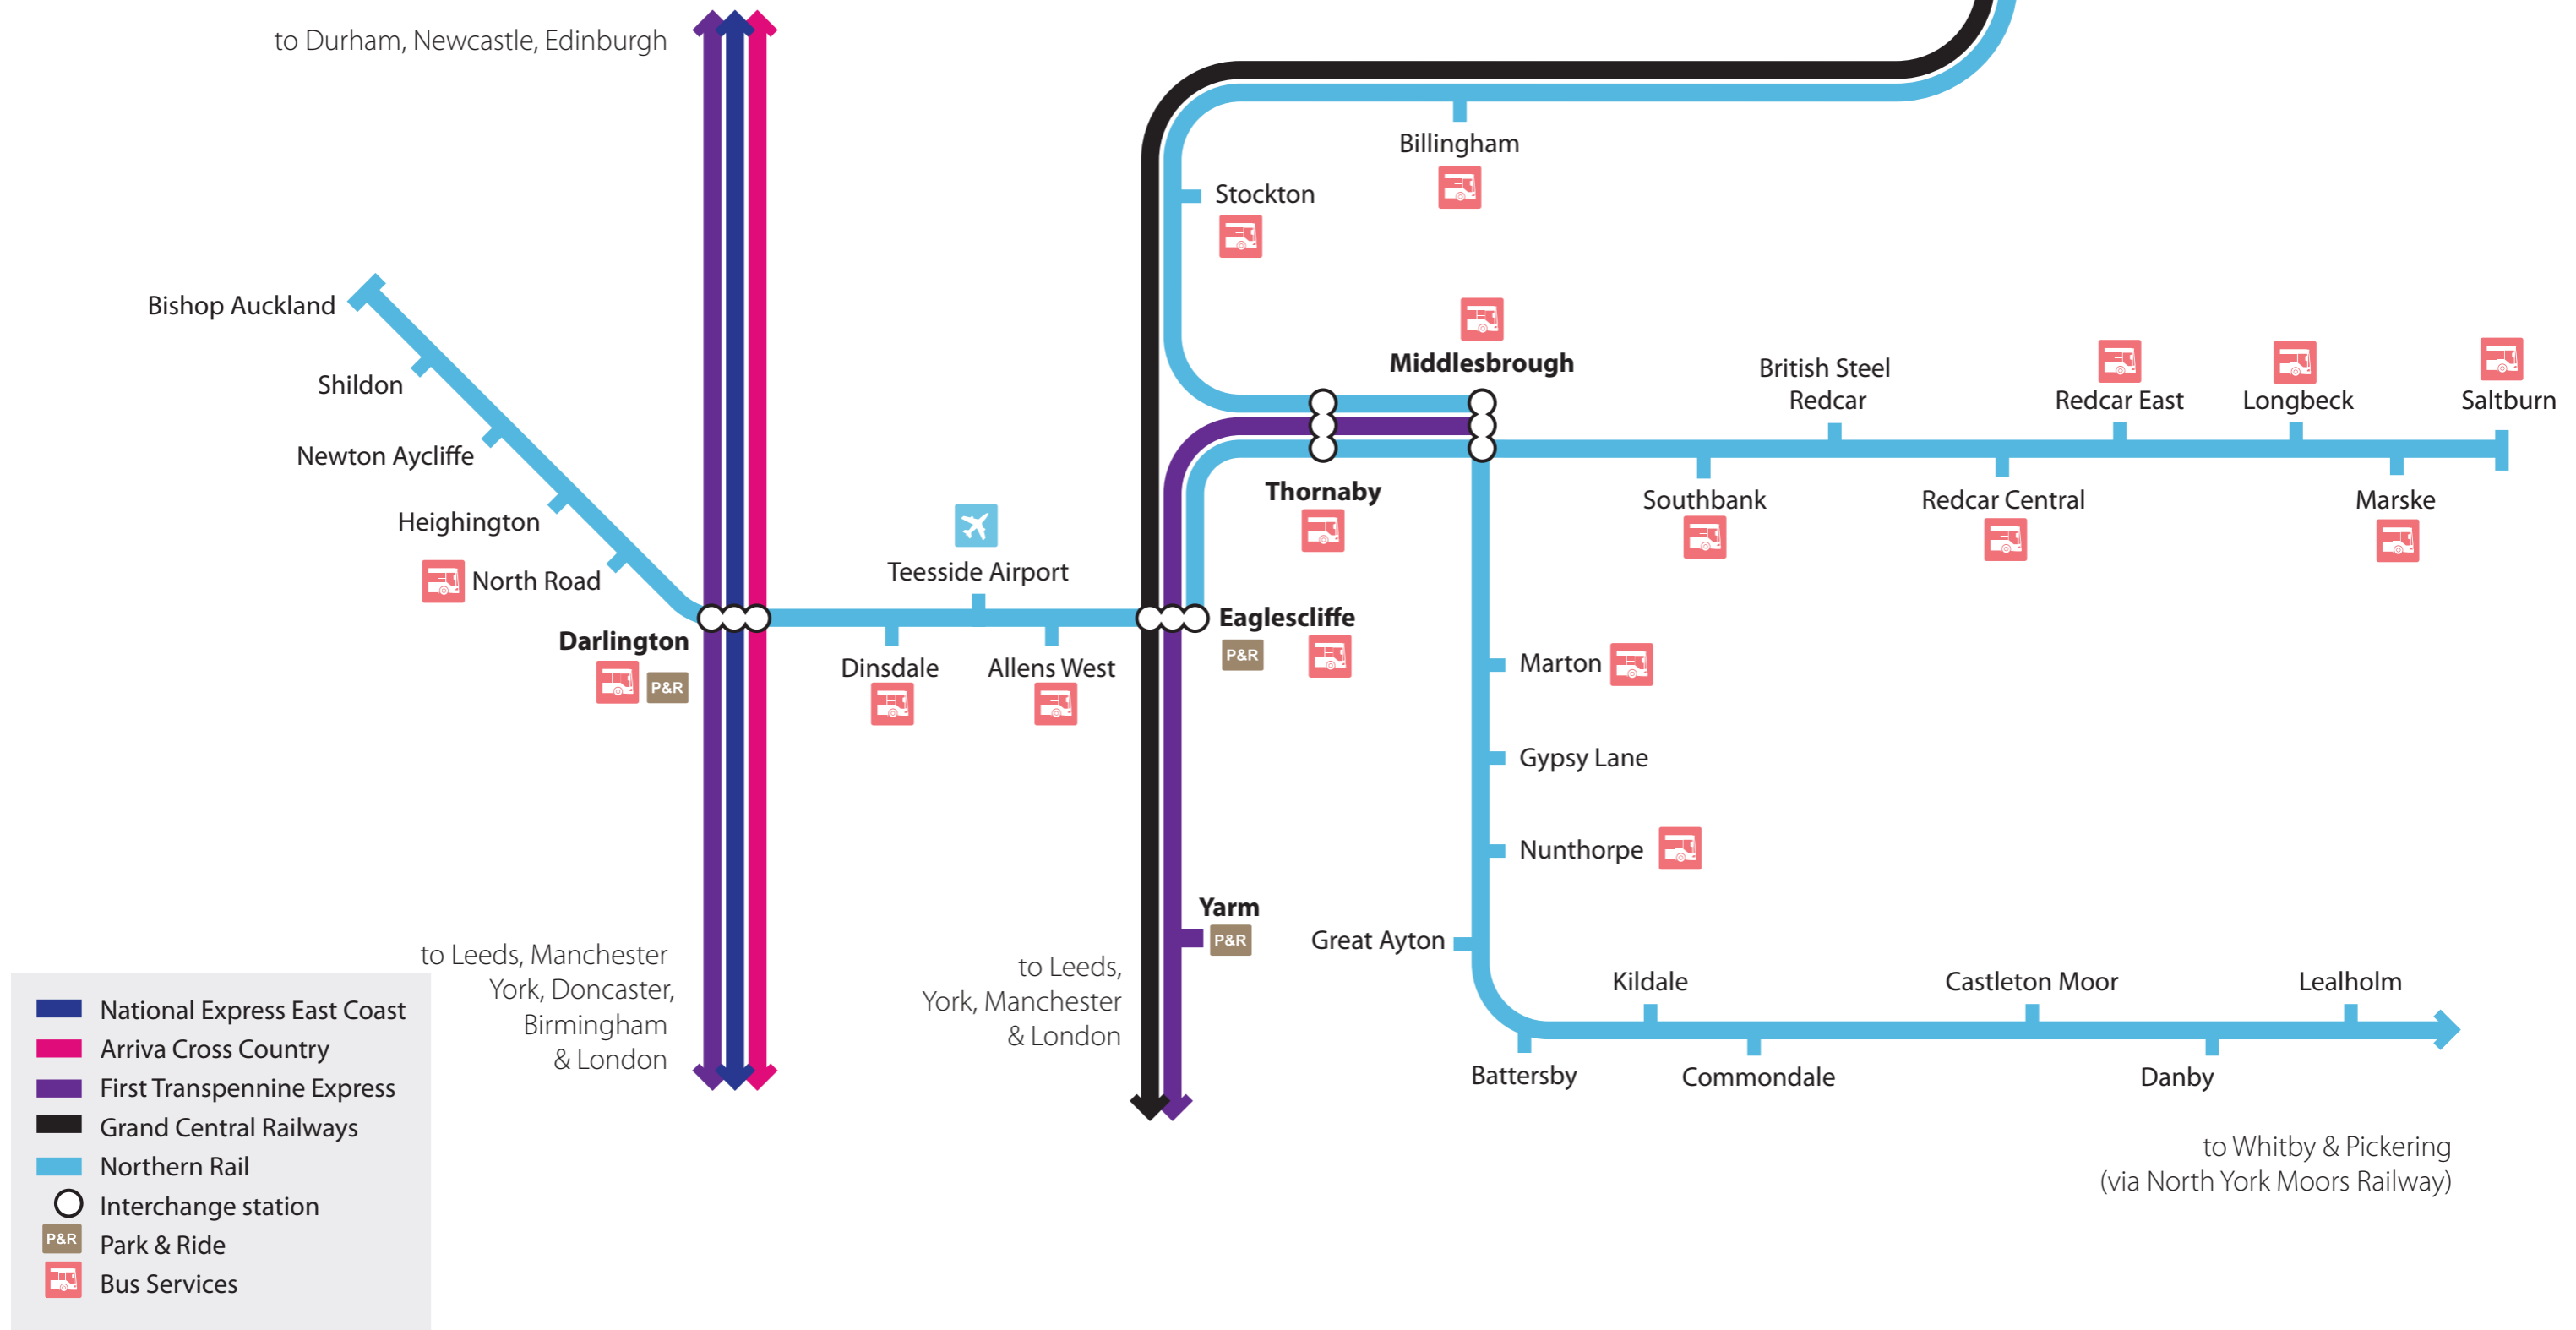 to Durham, Newcastle, Edinburgh
Billingham
Stockton
Bishop Auckland
Shildon
Newton Aycliffe
Heighington
North Road
Darlington
P&R
Teesside Airport
Dinsdale
Allens West
Eaglescliffe
P&R
Middlesbrough
Thornaby
British Steel
Redcar
Redcar East
Longbeck
Saltburn
Southbank
Redcar Central
Marske
Marton
Gypsy Lane
Nunthorpe
Yarm
P&R
Great Ayton
Kildale
Castleton Moor
Lealholm
Battersby
Commondale
Danby
to Leeds, Manchester
York, Doncaster,
Birmingham
& London
to Leeds,
York, Manchester
& London
to Whitby & Pickering
(via North York Moors Railway)
National Express East Coast
Arriva Cross Country
First Transpennine Express
Grand Central Railways
Northern Rail
Interchange station
P&R Park & Ride
Bus Services